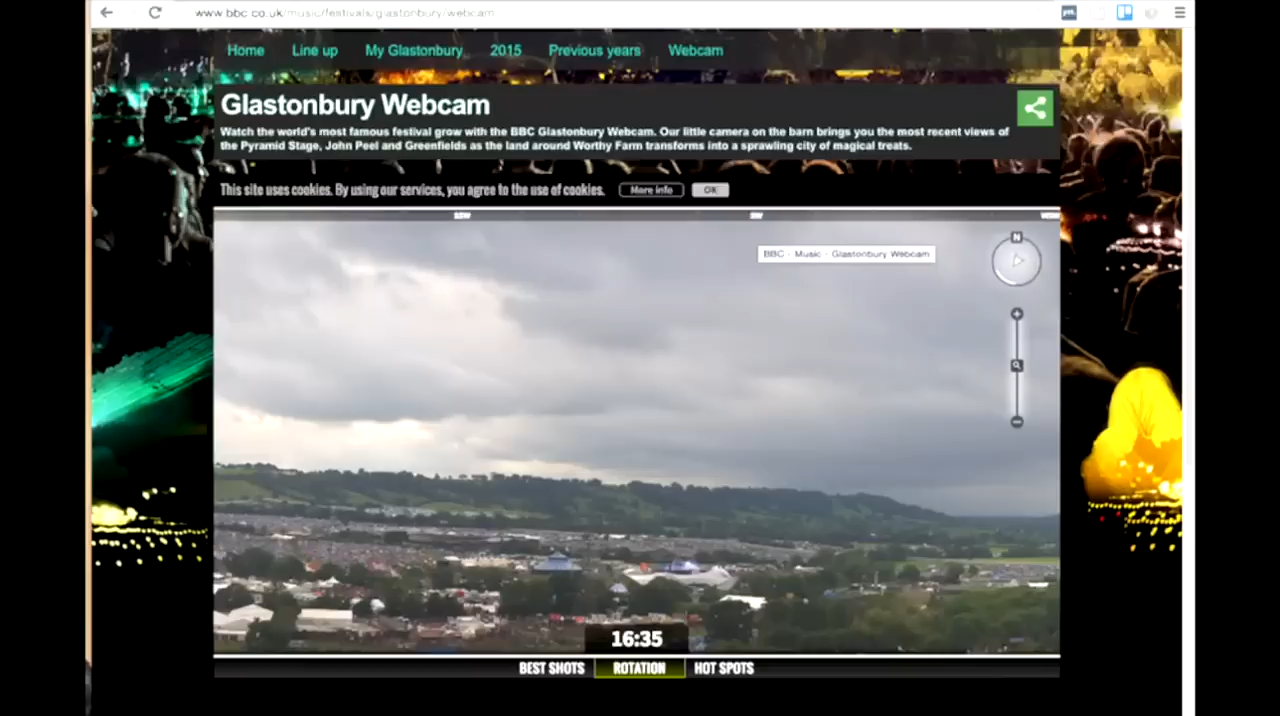 www.bbc.co.uk/music/festivals/glastonbury/webcam
ym.
Home Line up My Glastonbury 2015 Previous years Webcam
Glastonbury Webcam
Watch the world's most famous festival grow with the BBC Glastonbury Webcam. Our little camera on the barn brings you the most recent views of
the Pyramid Stage, John Peel and Greenfields as the land around Worthy Farm transforms into a sprawling city of magical treats.
This site uses cookies. By using our services, you agree to the use of cookies. More info OK
SSW SW WSW
BBC - Music - Glastonbury Webcam
N
16:35
BEST SHOTS ROTATION HOT SPOTS